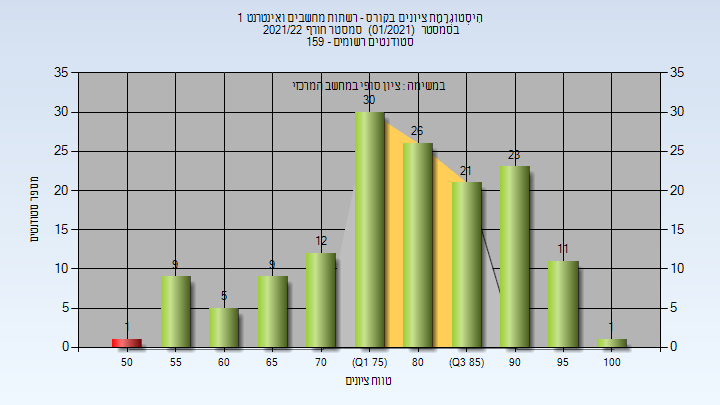 הִיסְטוֹגְרָמַת ציונים בקורס - רשתות מחשבים ואינטרנט 1
בסמסטר (01/2021) סמסטר חורף 2021/22
סטודנטים רשומים - 159
במשימה : ציון סופי במחשב המרכזי
מספר סטודנטים
35 35
30 30
25 25
20 20
15 15
10 10
5 5
0 0
1 9 5 9 12 30 26 21 23 11 1
50 55 60 65 70 (Q1 75) 80 (Q3 85) 90 95 100
טווח ציונים